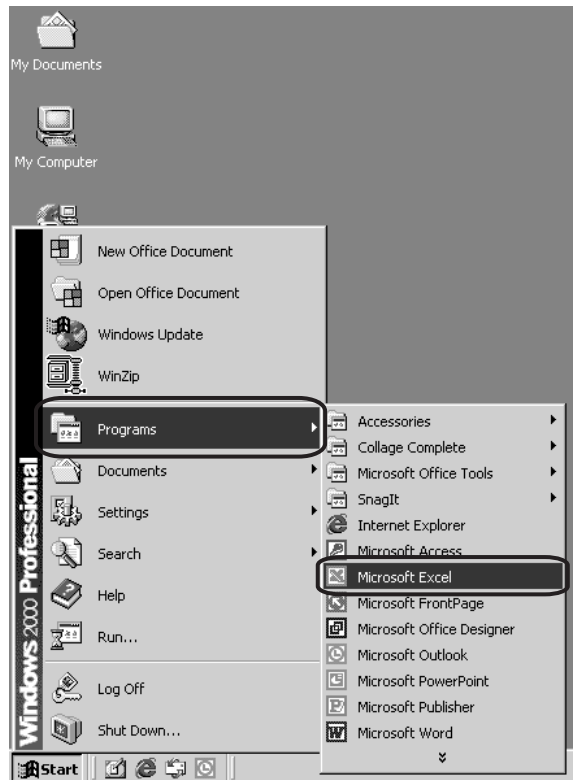 My Documents
My Computer
New Office Document
Open Office Document
Windows Update
WinZip
Programs
Documents
Settings
Search
Help
Run...
Log Off
Shut Down...
Windows 2000 Professional
Accessories
Collage Complete
Microsoft Office Tools
SnagIt
Internet Explorer
Microsoft Access
Microsoft Excel
Microsoft FrontPage
Microsoft Office Designer
Microsoft Outlook
Microsoft PowerPoint
Microsoft Publisher
Microsoft Word
Start